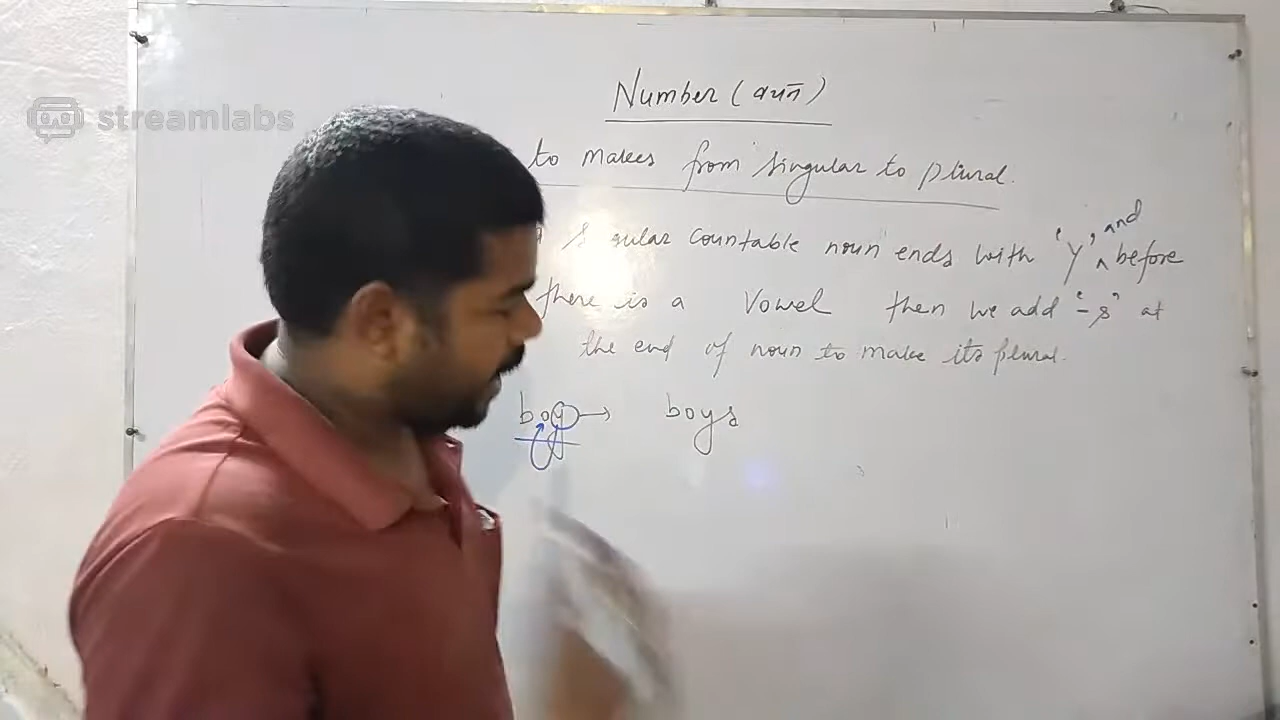 streamlabs
Number (वचन)
to makes from singular to plural.
gular countable noun ends with 'y', and before
there is a Vowel then we add '-s' at
the end of noun to make its plural.
boy → boys